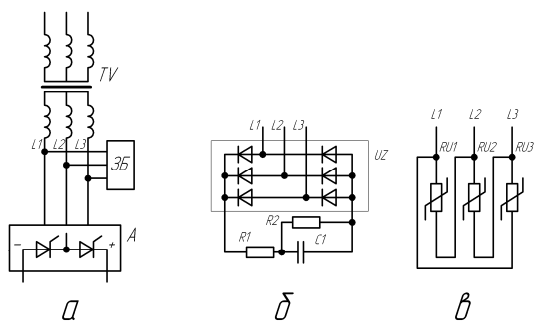 TV
L1 L2 L3
ЗБ
А
− +
L1 L2 L3
UZ
R2
R1 C1
L1 L2 L3
RU1 RU2 RU3
а б в